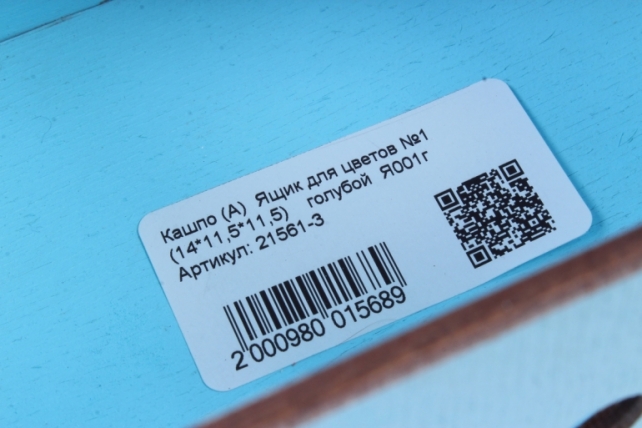 Кашпо (А) Ящик для цветов №1
(14*11,5*11,5) голубой Я001г
Артикул: 21561-3
2 000980 015689